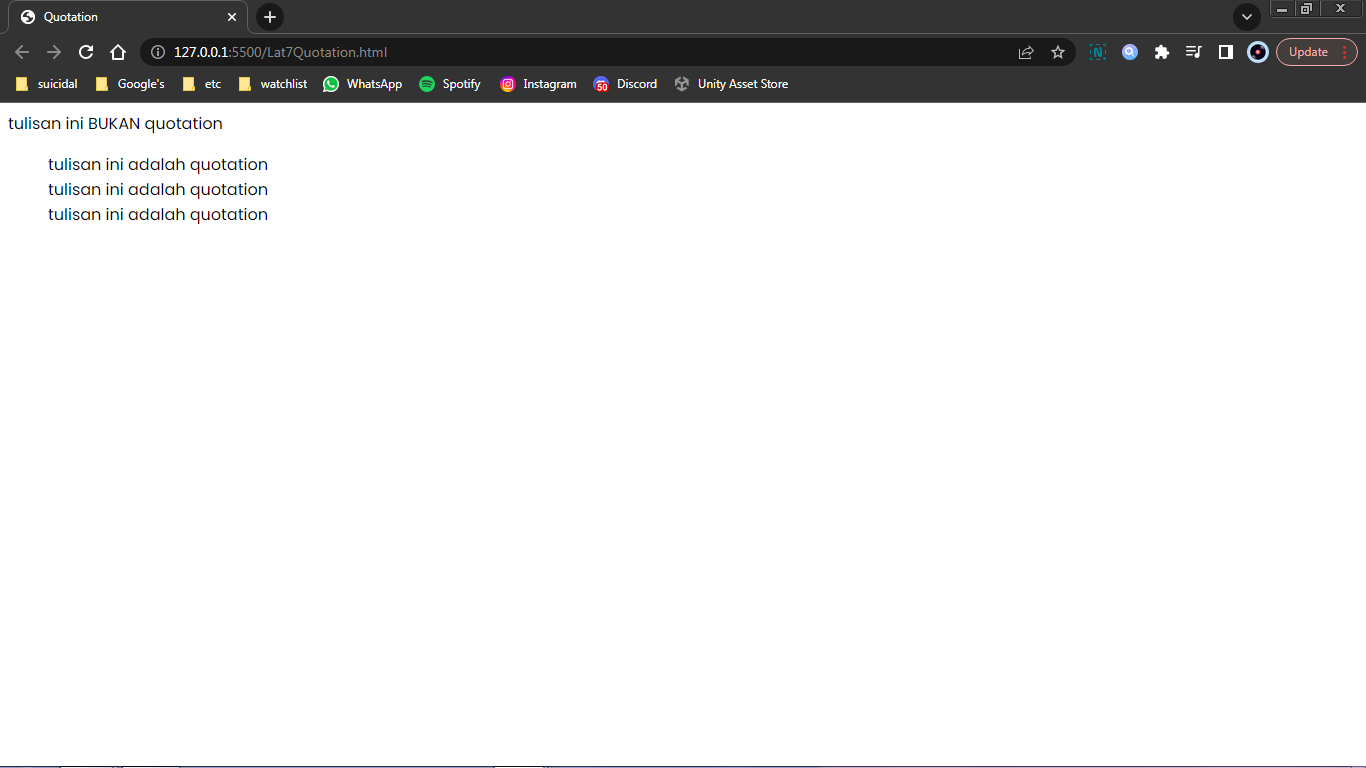 Quotation
127.0.0.1:5500/Lat7Quotation.html
Update
suicidal Google's etc watchlist WhatsApp 50 Discord Spotify Instagram Unity Asset Store
tulisan ini BUKAN quotation
tulisan ini adalah quotation
tulisan ini adalah quotation
tulisan ini adalah quotation